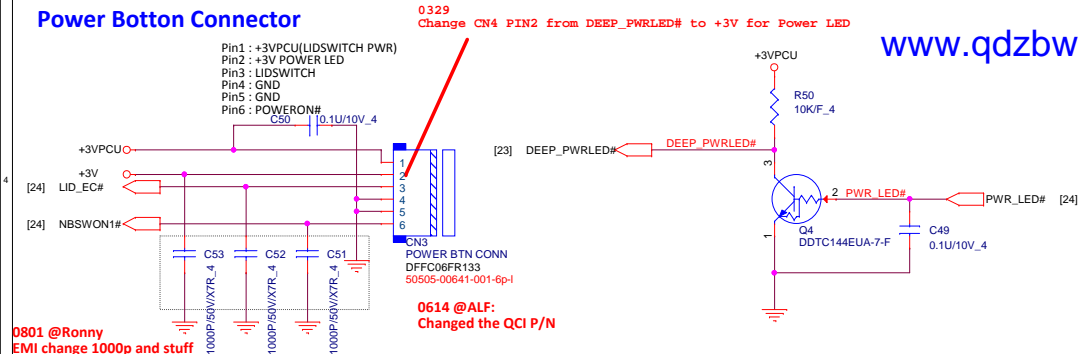 Power Botton Connector
0329
Change CN4 PIN2 from DEEP_PWRLED# to +3V for Power LED
www.qdzbw
Pin1 : +3VPCU(LIDSWITCH PWR)
Pin2 : +3V POWER LED
Pin3 : LIDSWITCH
Pin4 : GND
Pin5 : GND
Pin6 : POWERON#
C50
0.1U/10V_4
+3VPCU
+3V
[24] LID_EC#
[24] NBSWON1#
1
2
3
4
5
6
4
CN3
POWER BTN CONN
DFFC06FR133
50505-00641-001-6p-l
C53
1000P/50V/X7R_4
C52
1000P/50V/X7R_4
C51
1000P/50V/X7R_4
0614 @ALF:
Changed the QCI P/N
0801 @Ronny
EMI change 1000p and stuff
+3VPCU
R50
10K/F_4
[23] DEEP_PWRLED#
DEEP_PWRLED#
3
2
PWR_LED#
PWR_LED# [24]
1
Q4
DDTC144EUA-7-F
C49
0.1U/10V_4